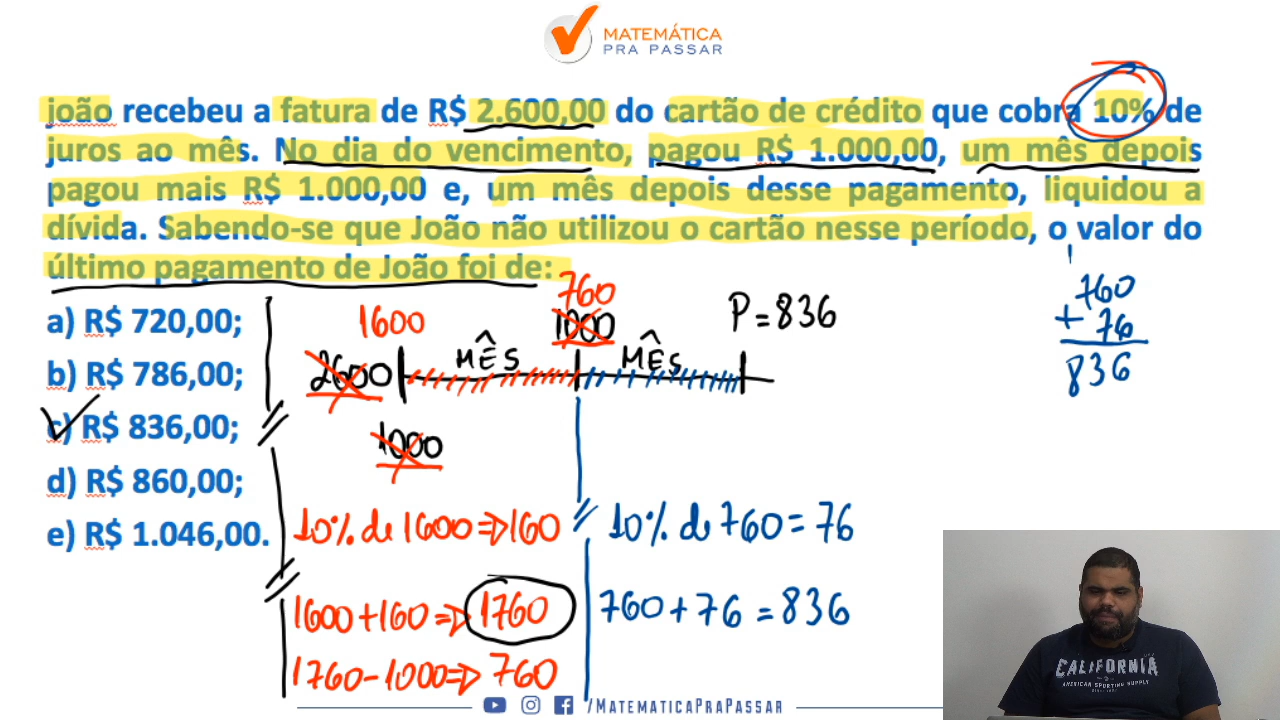 MATEMÁTICA
PRA PASSAR
joão recebeu a fatura de R$ 2.600,00 do cartão de crédito que cobra 10% de
juros ao mês. No dia do vencimento, pagou R$ 1.000,00, um mês depois
pagou mais R$ 1.000,00 e, um mês depois desse pagamento, liquidou a
dívida. Sabendo-se que João não utilizou o cartão nesse período, o valor do
último pagamento de João foi de:
a) R$ 720,00;
b) R$ 786,00;
c) R$ 836,00;
d) R$ 860,00;
e) R$ 1.046,00.
1600
760
1000
P=836
2600
MÊS
MÊS
1000
10% de 1600⇒160
1600+160⇒1760
1760-1000⇒760
10% de 760=76
760+76=836
1
760
+ 76
836
/MATEMATICAPRAPASSAR
CALIFORNIA
AMERICAN SPORTING SUPPLY